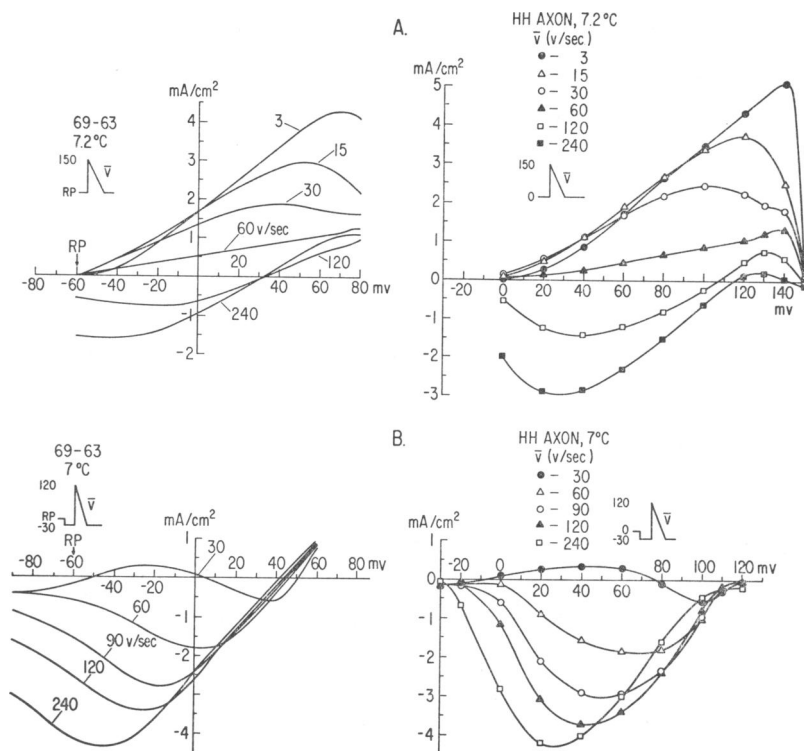 A.
mA/cm²
4
3
2
1
-1
-2
69-63
7.2°C
150
RP
v̄
RP
3
15
30
60 v/sec
120
240
-80 -60 -40 20 40 60 80 mv
HH AXON, 7.2°C
v̄ (v/sec)
3
15
30
60
120
240
150
0
v̄
mA/cm²
5
4
3
2
1
0
-1
-2
-3
-20 0 20 40 60 80 100 120 140 mv
B.
69-63
7°C
120
RP
-30
v̄
RP
mA/cm²
1
-1
-2
-3
-4
-80 -60 -40 -20 20 40 60 80 mv
30
60
90 v/sec
120
240
HH AXON, 7°C
v̄ (v/sec)
30
60
90
120
240
120
0
-30
v̄
mA/cm²
1
0
-1
-2
-3
-4
-20 0 20 40 60 80 100 120 mv